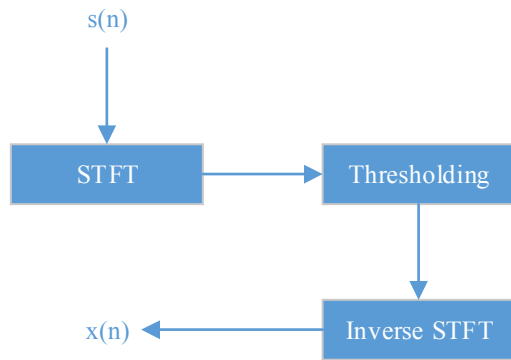 s(n)
STFT
Thresholding
Inverse STFT
x(n)